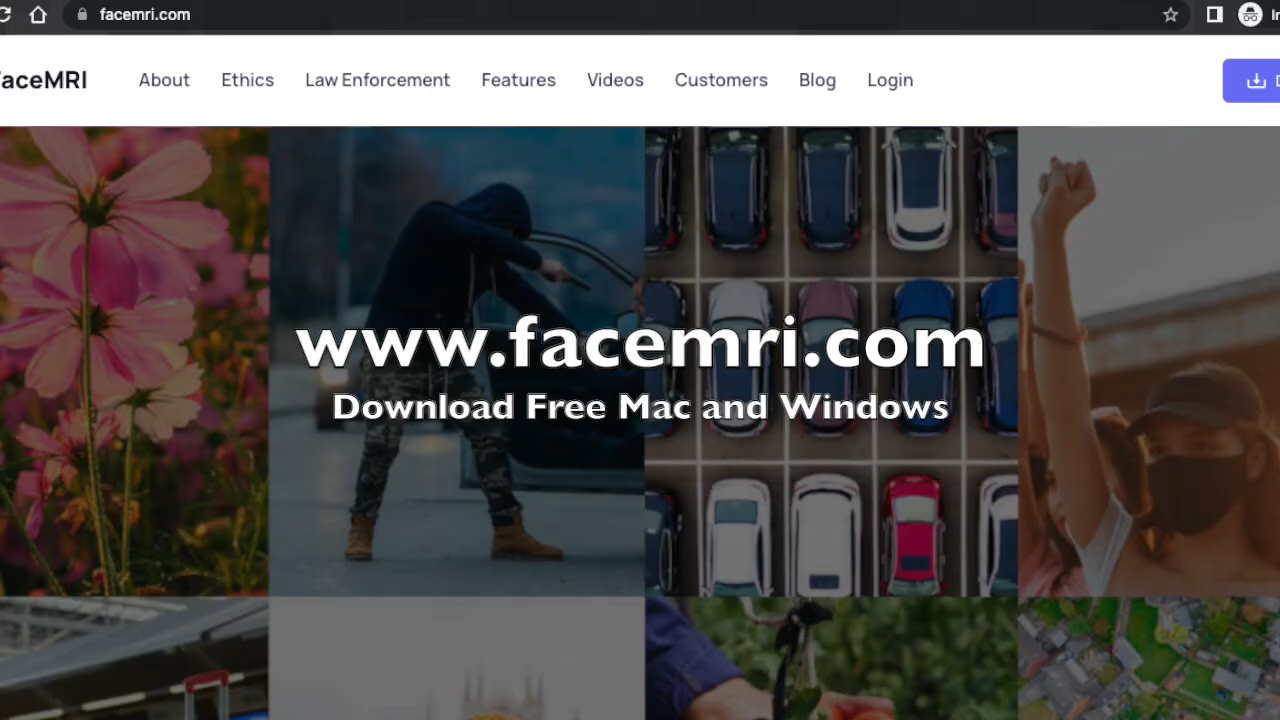 facemri.com
FaceMRI
About
Ethics
Law Enforcement
Features
Videos
Customers
Blog
Login
www.facemri.com
Download Free Mac and Windows